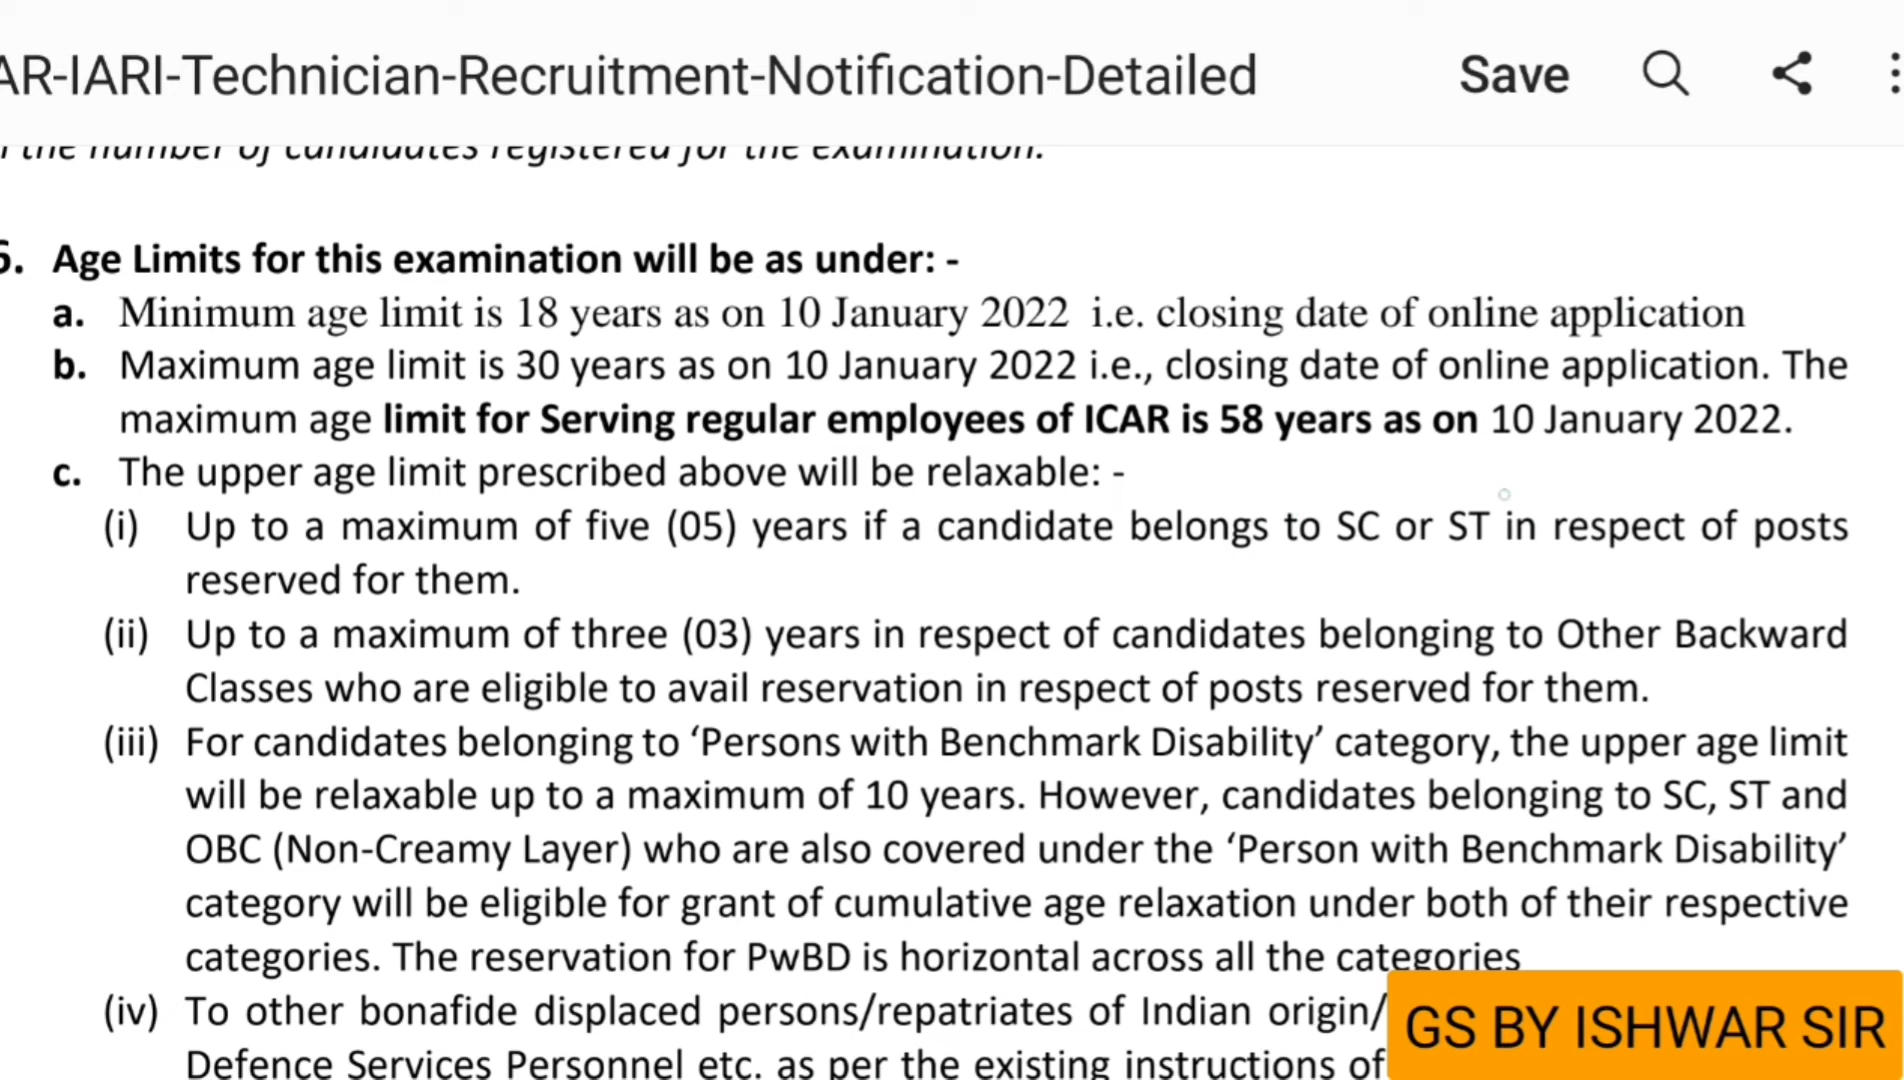 AR-IARI-Technician-Recruitment-Notification-Detailed Save
the number of candidates registered for the examination.
6. Age Limits for this examination will be as under: -
a. Minimum age limit is 18 years as on 10 January 2022 i.e. closing date of online application
b. Maximum age limit is 30 years as on 10 January 2022 i.e., closing date of online application. The
maximum age limit for Serving regular employees of ICAR is 58 years as on 10 January 2022.
c. The upper age limit prescribed above will be relaxable: -
(i) Up to a maximum of five (05) years if a candidate belongs to SC or ST in respect of posts
reserved for them.
(ii) Up to a maximum of three (03) years in respect of candidates belonging to Other Backward
Classes who are eligible to avail reservation in respect of posts reserved for them.
(iii) For candidates belonging to ‘Persons with Benchmark Disability’ category, the upper age limit
will be relaxable up to a maximum of 10 years. However, candidates belonging to SC, ST and
OBC (Non-Creamy Layer) who are also covered under the ‘Person with Benchmark Disability’
category will be eligible for grant of cumulative age relaxation under both of their respective
categories. The reservation for PwBD is horizontal across all the categories
(iv) To other bonafide displaced persons/repatriates of Indian origin/
Defence Services Personnel etc. as per the existing instructions of
GS BY ISHWAR SIR